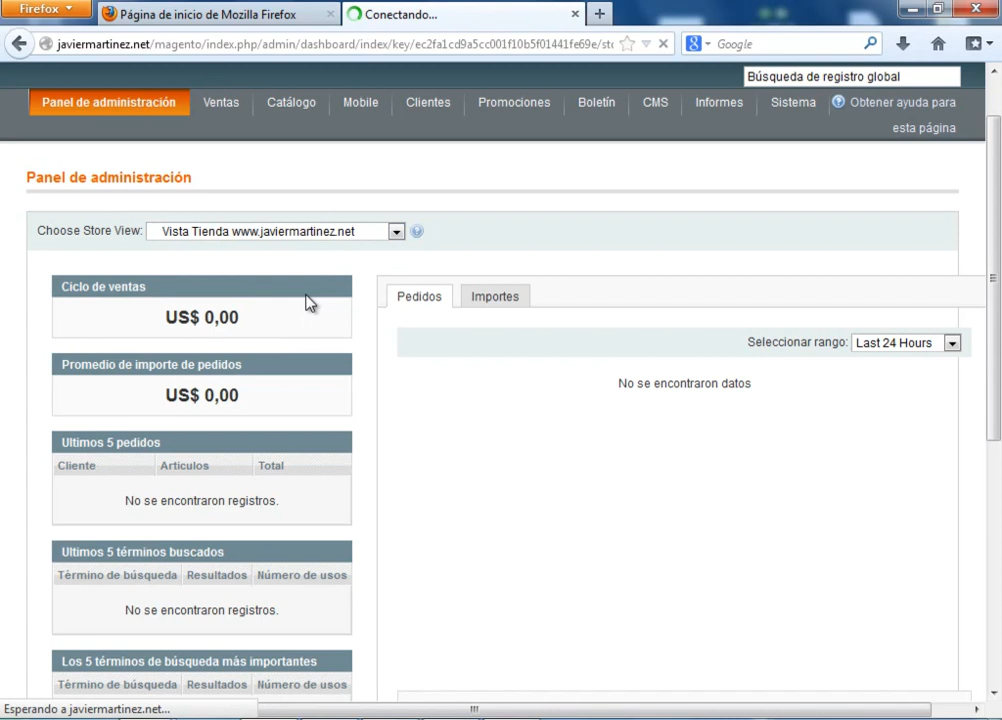 Firefox
Página de inicio de Mozilla Firefox
Conectando...
javiermartinez.net/magento/index.php/admin/dashboard/index/key/ec2fa1cd9a5cc001f10b5f01441fe69e/sto
Google
Búsqueda de registro global
Panel de administración
Ventas
Catálogo
Mobile
Clientes
Promociones
Boletín
CMS
Informes
Sistema
Obtener ayuda para
esta página
Panel de administración
Choose Store View:
Vista Tienda www.javiermartinez.net
Ciclo de ventas
US$ 0,00
Promedio de importe de pedidos
US$ 0,00
Ultimos 5 pedidos
Cliente Articulos Total
No se encontraron registros.
Ultimos 5 términos buscados
Término de búsqueda Resultados Número de usos
No se encontraron registros.
Los 5 términos de búsqueda más importantes
Término de búsqueda Resultados Número de usos
Pedidos
Importes
Seleccionar rango: Last 24 Hours
No se encontraron datos
Esperando a javiermartinez.net...